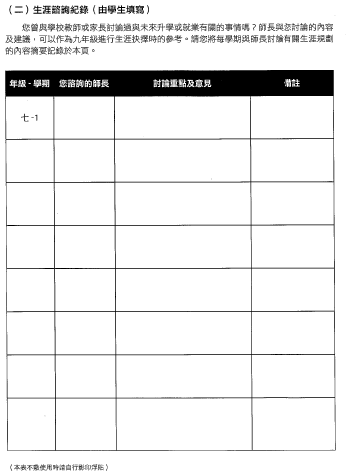 （二）生涯諮詢紀錄（由學生填寫）
您曾與學校教師或家長討論過與未來升學或就業有關的事情嗎？師長與您討論的內容
及建議，可以作為九年級進行生涯抉擇時的參考。請您將每學期與師長討論有關生涯規劃
的內容摘要記錄於本頁。
年級-學期 您諮詢的師長 討論重點及意見 備註
七-1
（本表不敷使用時請自行影印浮貼）